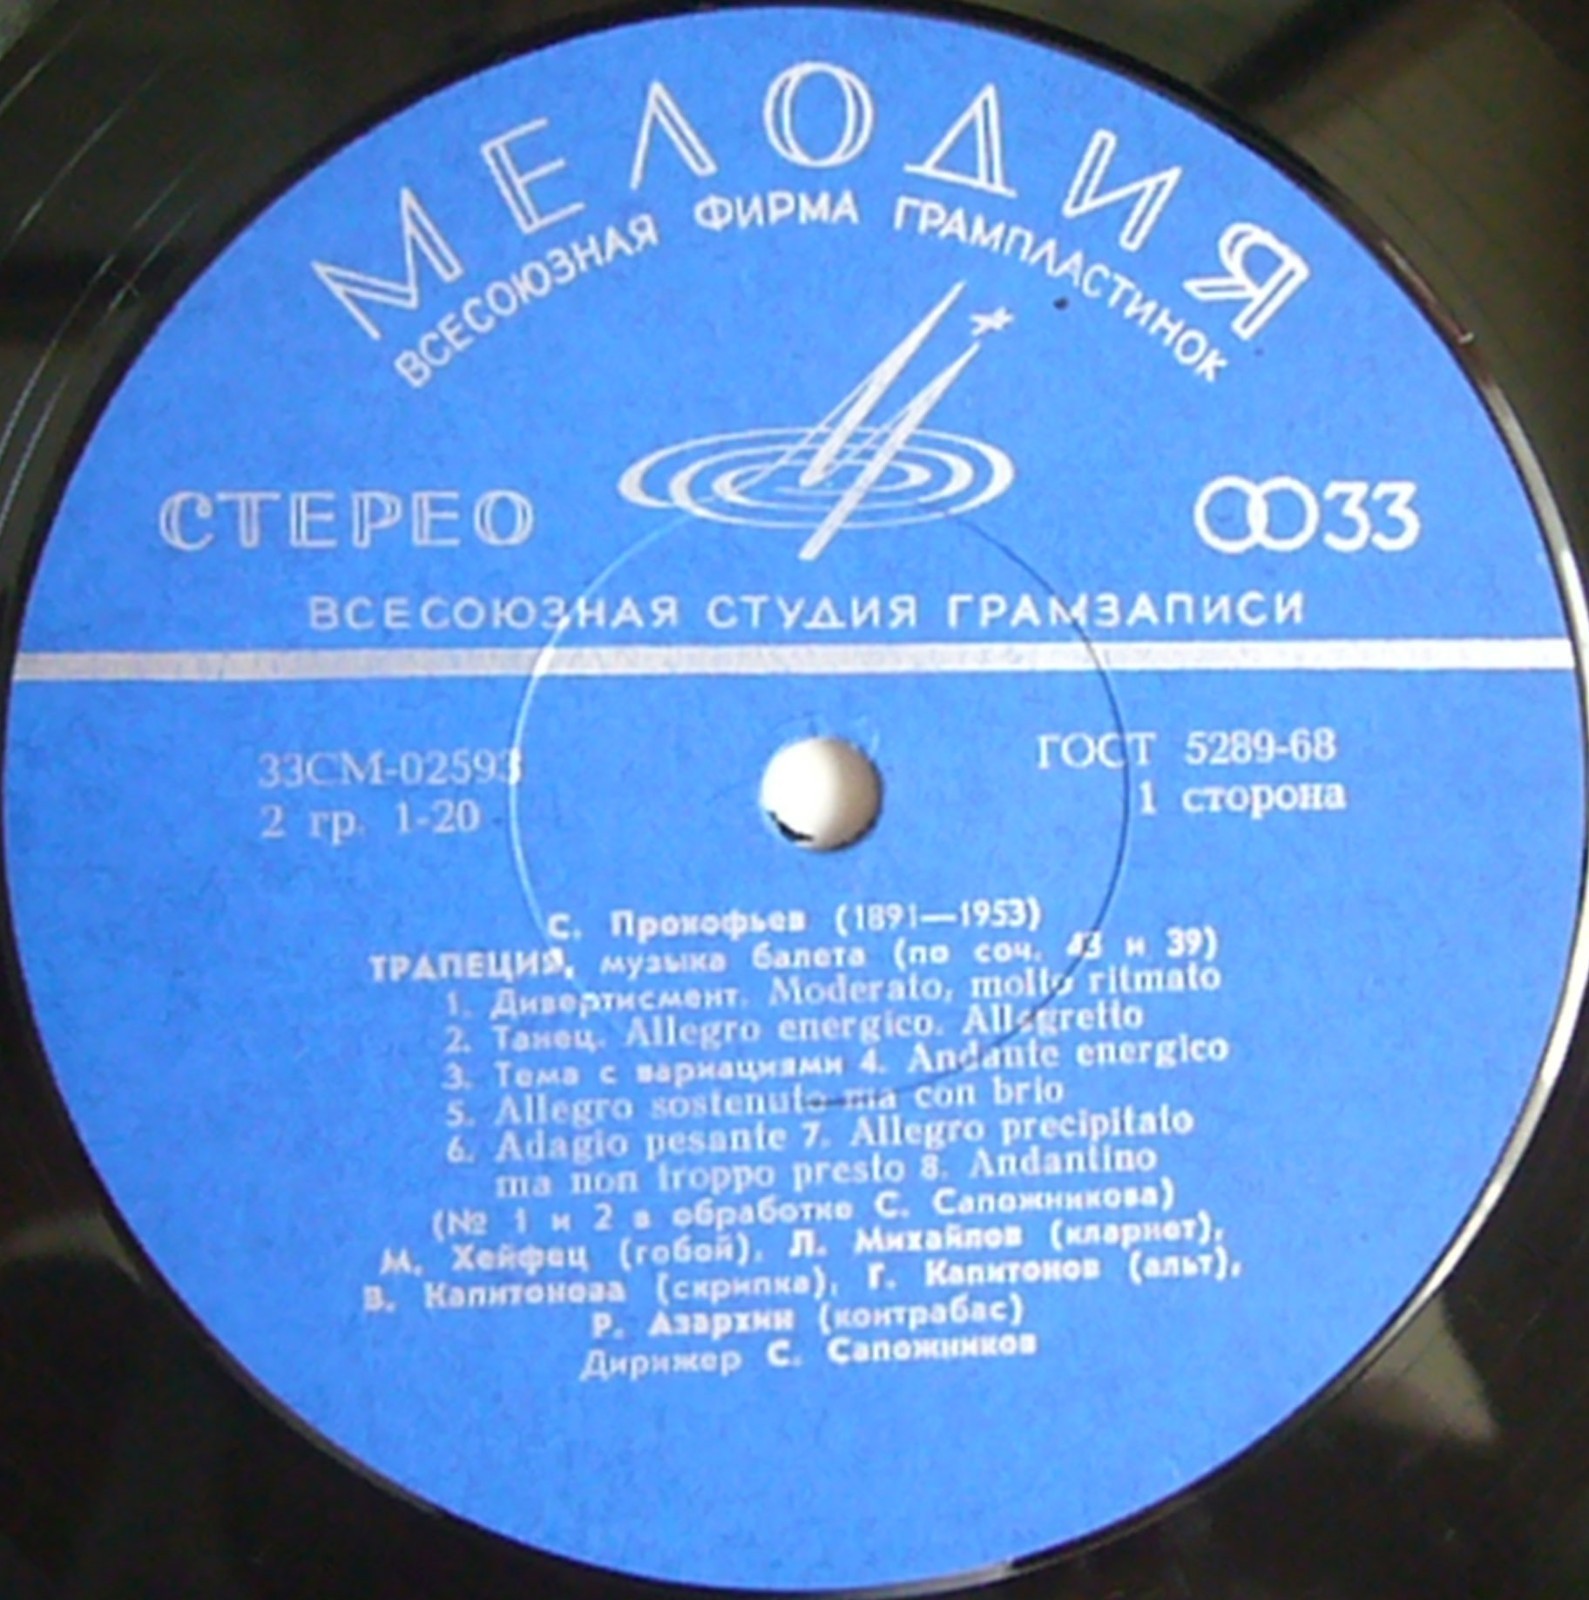 МЕЛОДИЯ
ВСЕСОЮЗНАЯ ФИРМА ГРАМПЛАСТИНОК
СТЕРЕО
33
ВСЕСОЮЗНАЯ СТУДИЯ ГРАМЗАПИСИ
33СМ-02593
ГОСТ 5289-68
2 гр. 1-20
1 сторона
С. Прокофьев (1891—1953)
ТРАПЕЦИЯ, музыка балета (по соч. 43 и 39)
1. Дивертисмент. Moderato, molto ritmato
2. Танец. Allegro energico. Allegretto
3. Тема с вариациями 4. Andante energico
5. Allegro sostenuto ma con brio
6. Adagio pesante 7. Allegro precipitato
ma non troppo presto 8. Andantino
(№ 1 и 2 в обработке С. Сапожникова)
М. Хейфец (гобой), Л. Михайлов (кларнет),
В. Капитонова (скрипка), Г. Капитонов (альт),
Р. Азархин (контрабас)
Дирижер С. Сапожников